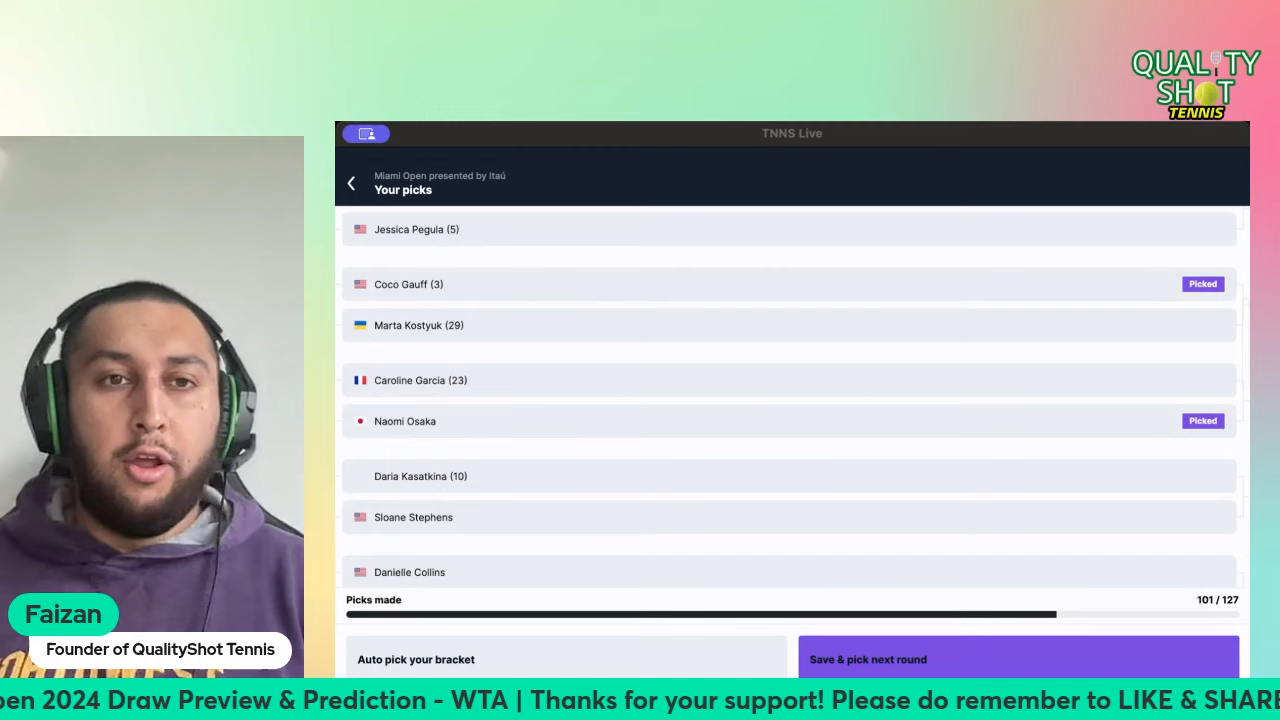 QUALITY
SHOT
TENNIS
TNNS Live
Miami Open presented by Itaú
Your picks
Jessica Pegula (5)
Coco Gauff (3)
Picked
Marta Kostyuk (29)
Caroline Garcia (23)
Naomi Osaka
Picked
Daria Kasatkina (10)
Sloane Stephens
Danielle Collins
Picks made
101 / 127
Auto pick your bracket
Save & pick next round
Faizan
Founder of QualityShot Tennis
pen 2024 Draw Preview & Prediction - WTA | Thanks for your support! Please do remember to LIKE & SHARE